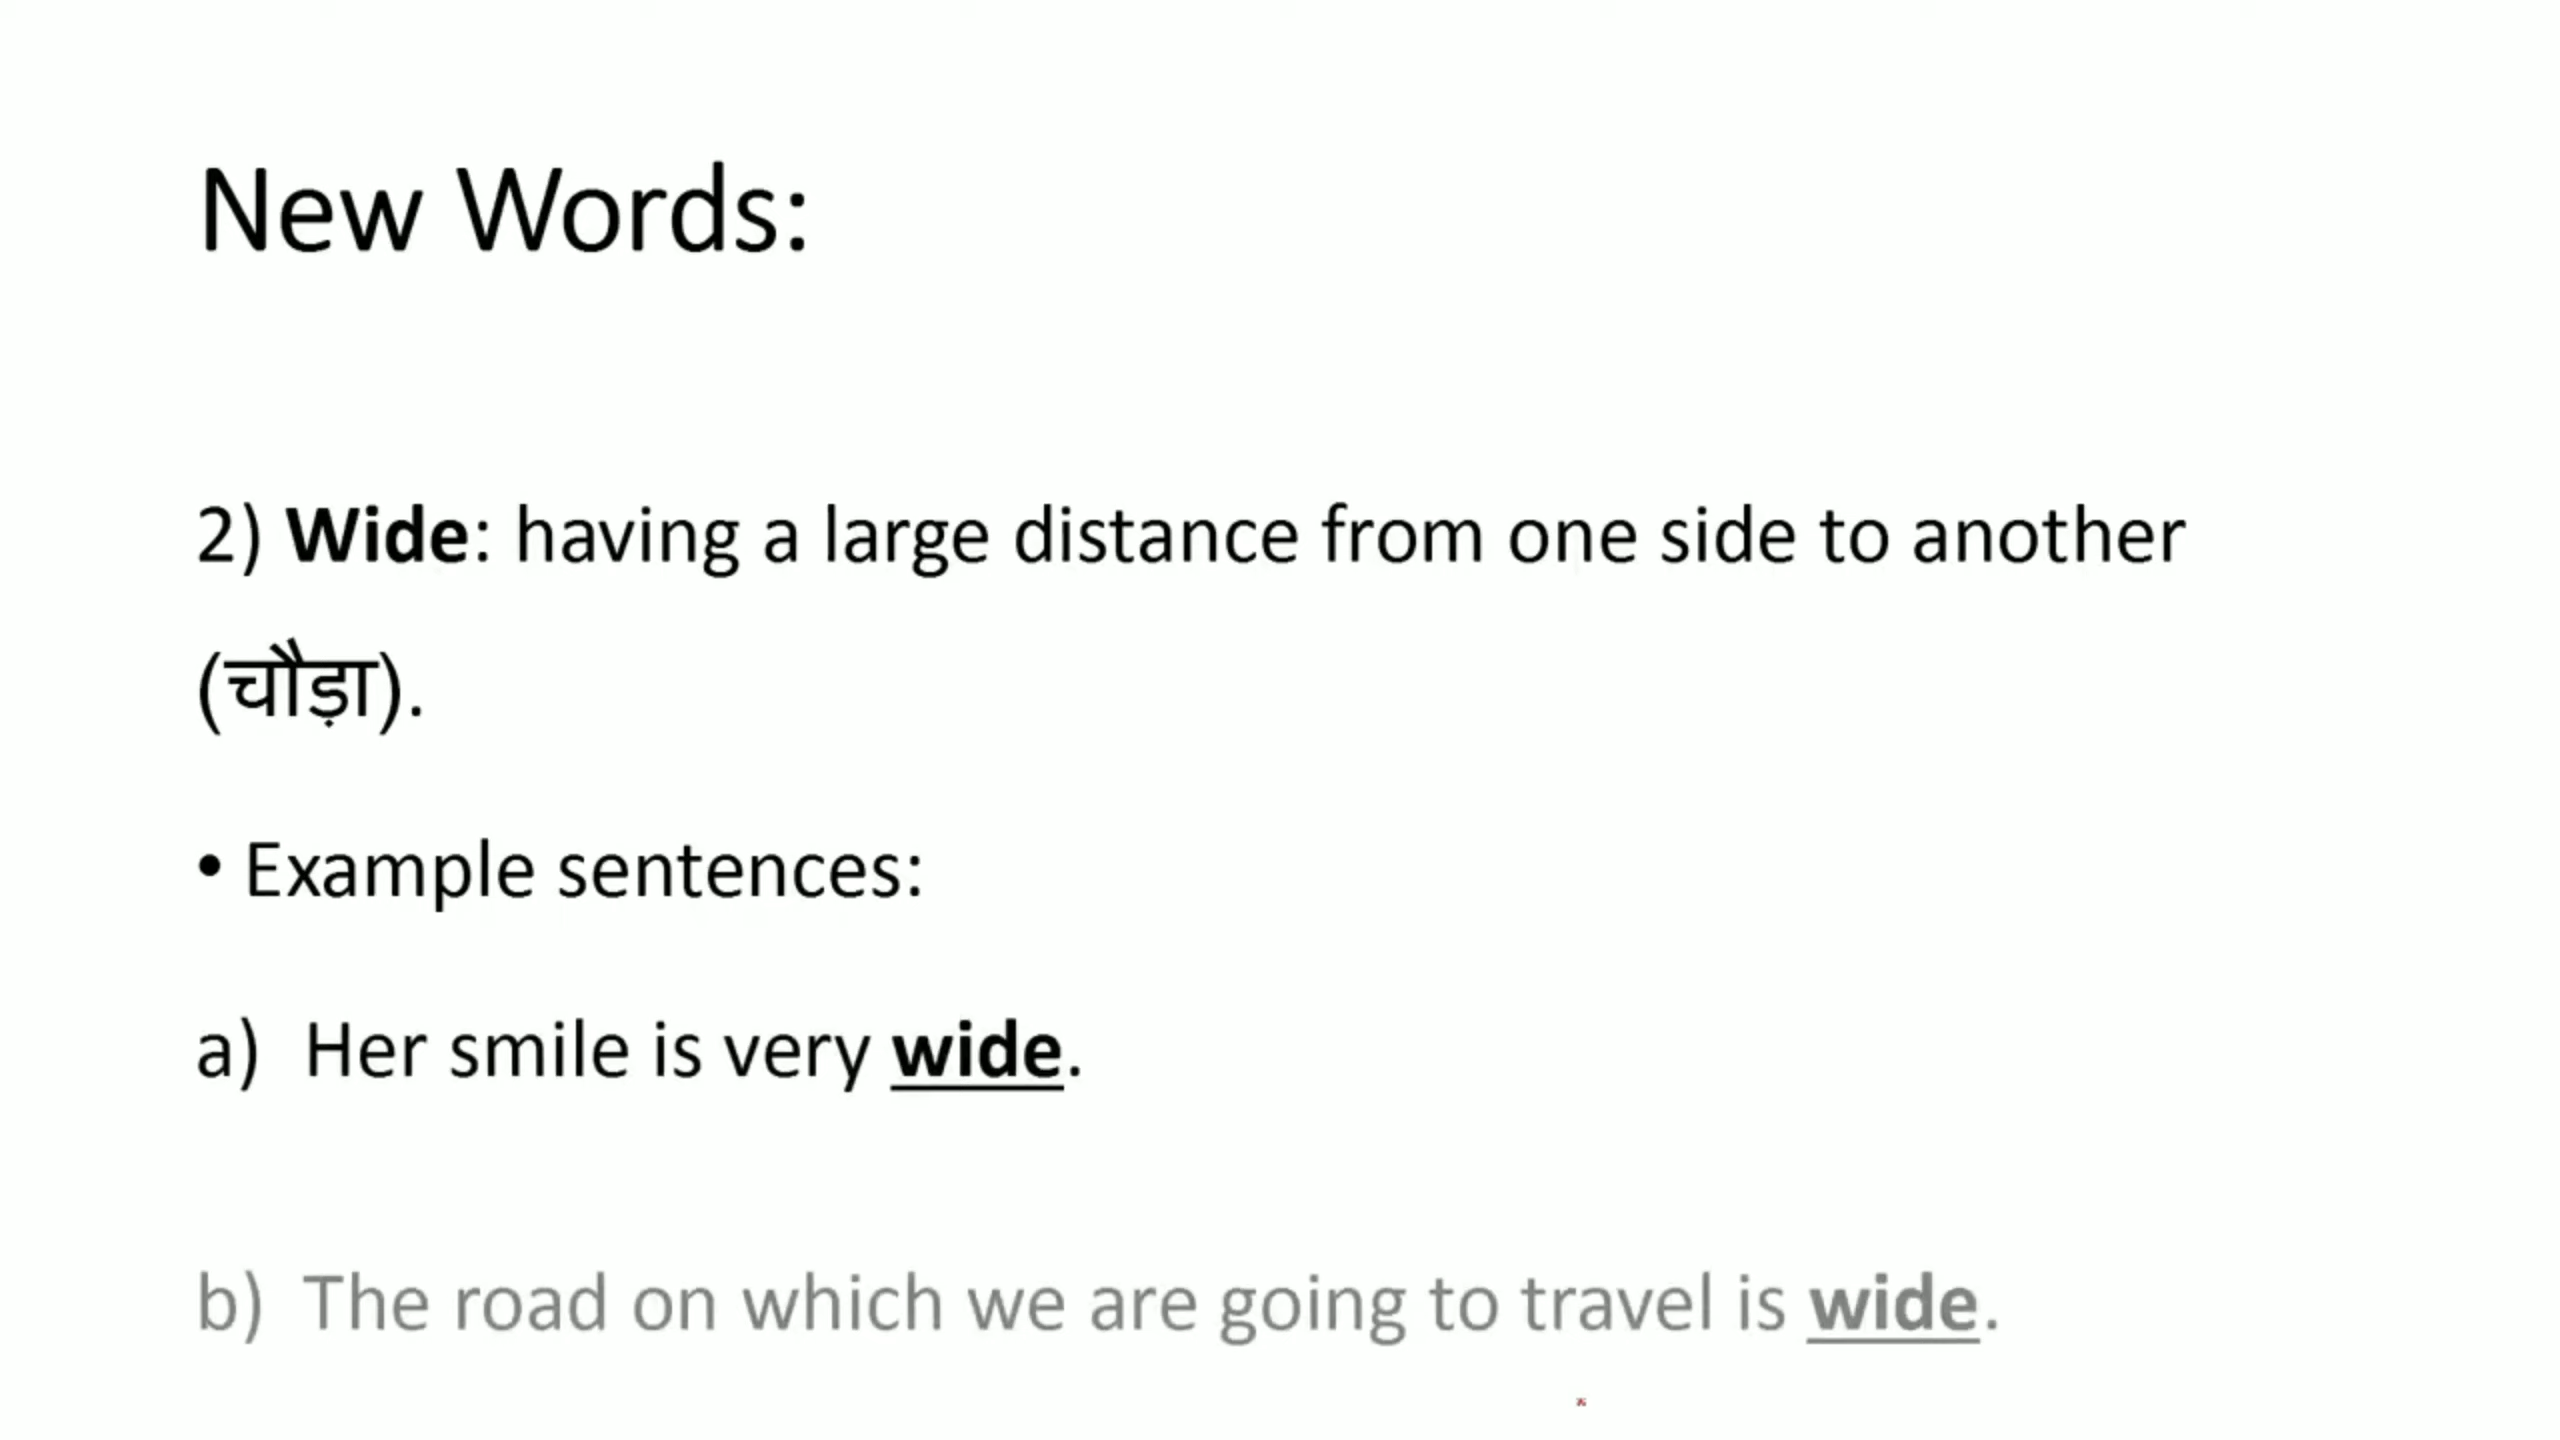 New Words:
2) Wide: having a large distance from one side to another
(चौड़ा).
• Example sentences:
a) Her smile is very wide.
b) The road on which we are going to travel is wide.